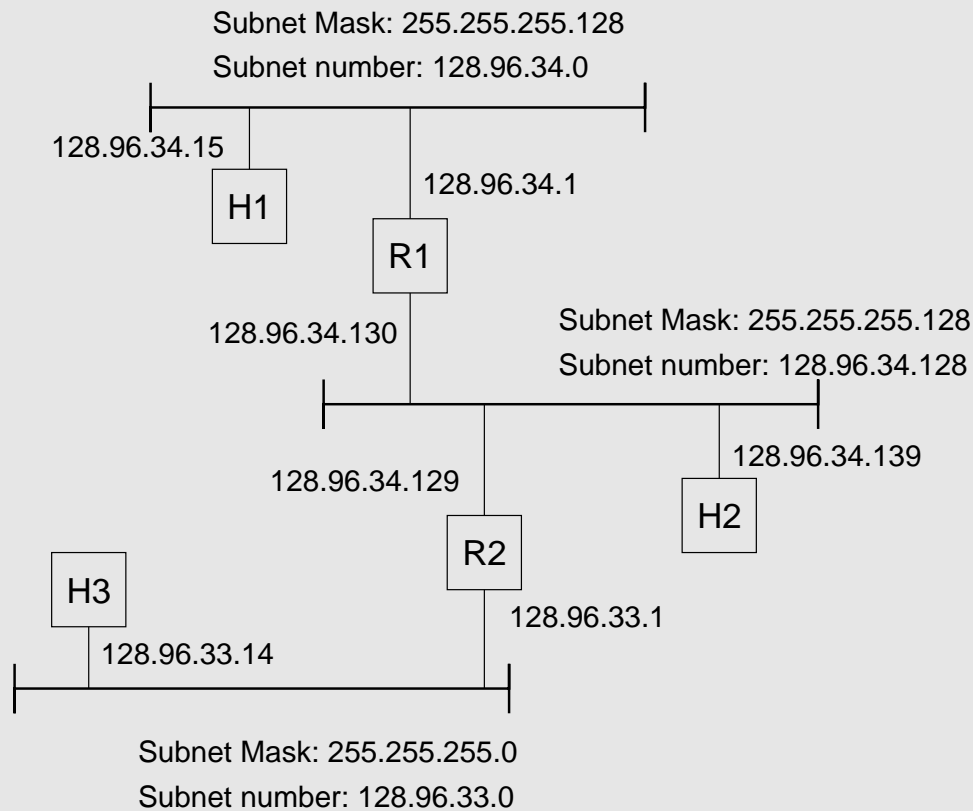 Subnet Mask: 255.255.255.128
Subnet number: 128.96.34.0
128.96.34.15
H1
128.96.34.1
R1
128.96.34.130
Subnet Mask: 255.255.255.128
Subnet number: 128.96.34.128
128.96.34.129
128.96.34.139
H2
R2
H3
128.96.33.1
128.96.33.14
Subnet Mask: 255.255.255.0
Subnet number: 128.96.33.0